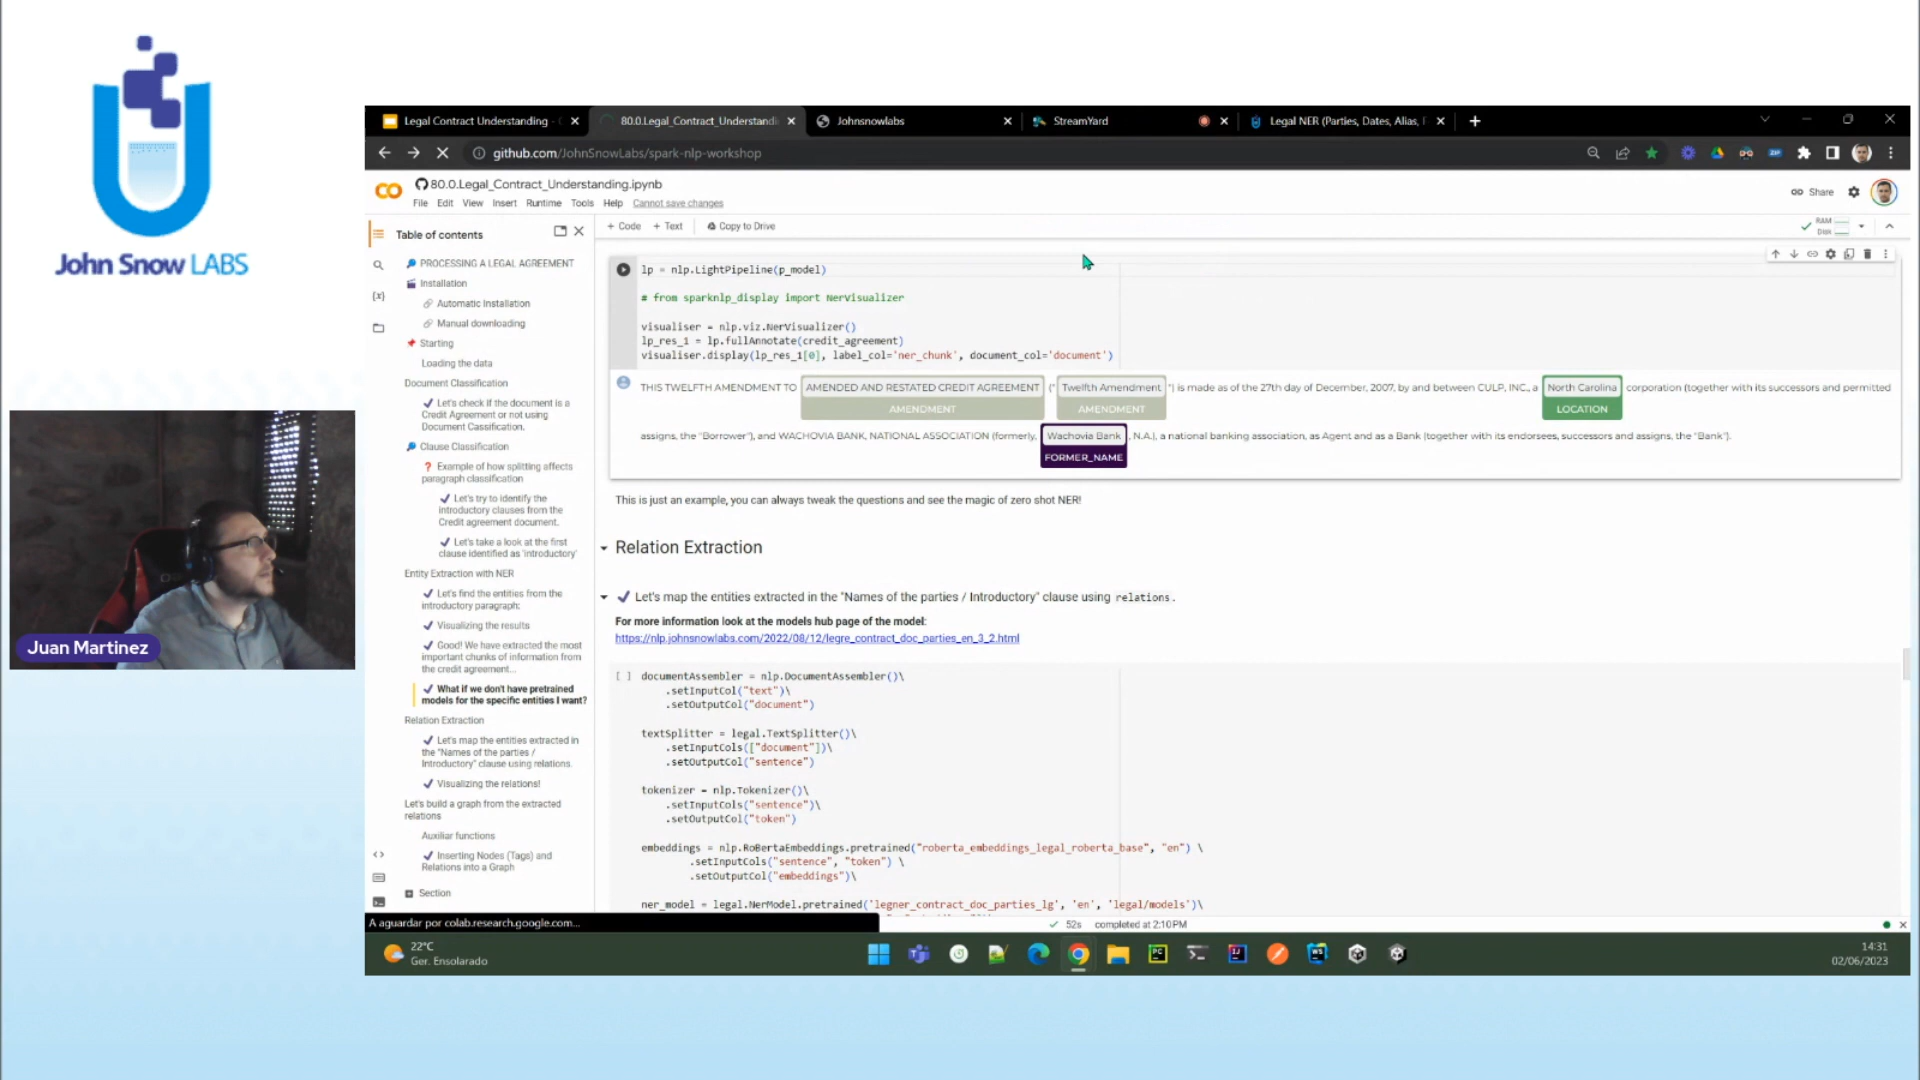 John Snow LABS
Juan Martinez
Legal Contract Understanding -
80.0.Legal_Contract_Understandi
Johnsnowlabs
StreamYard
Legal NER (Parties, Dates, Alias,
github.com/JohnSnowLabs/spark-nlp-workshop
80.0.Legal_Contract_Understanding.ipynb
File Edit View Insert Runtime Tools Help Cannot save changes
Share
Table of contents
+ Code + Text Copy to Drive
RAM
Disk
PROCESSING A LEGAL AGREEMENT
Installation
Automatic Installation
Manual downloading
Starting
Loading the data
Document Classification
Let's check if the document is a
Credit Agreement or not using
Document Classification.
Clause Classification
Example of how splitting affects
paragraph classification
Let's try to identify the
introductory clauses from the
Credit agreement document.
Let's take a look at the first
clause identified as 'introductory'
Entity Extraction with NER
Let's find the entities from the
introductory paragraph:
Visualizing the results
Good! We have extracted the most
important chunks of information from
the credit agreement...
What if we don't have pretrained
models for the specific entities I want?
Relation Extraction
Let's map the entities extracted in
the "Names of the parties /
Introductory" clause using relations.
Visualizing the relations!
Let's build a graph from the extracted
relations
Auxiliar functions
Inserting Nodes (Tags) and
Relations into a Graph
Section
lp = nlp.LightPipeline(p_model)
# from sparknlp_display import NerVisualizer
visualiser = nlp.viz.NerVisualizer()
lp_res_1 = lp.fullAnnotate(credit_agreement)
visualiser.display(lp_res_1[0], label_col='ner_chunk', document_col='document')
THIS TWELFTH AMENDMENT TO AMENDED AND RESTATED CREDIT AGREEMENT (" Twelfth Amendment ") is made as of the 27th day of December, 2007, by and between CULP, INC., a North Carolina corporation (together with its successors and permitted
AMENDMENT AMENDMENT LOCATION
assigns, the "Borrower"), and WACHOVIA BANK, NATIONAL ASSOCIATION (formerly, Wachovia Bank , N.A.), a national banking association, as Agent and as a Bank (together with its endorsees, successors and assigns, the "Bank").
FORMER_NAME
This is just an example, you can always tweak the questions and see the magic of zero shot NER!
Relation Extraction
Let's map the entities extracted in the "Names of the parties / Introductory" clause using relations.
For more information look at the models hub page of the model:
https://nlp.johnsnowlabs.com/2022/08/12/legre_contract_doc_parties_en_3_2.html
[ ] documentAssembler = nlp.DocumentAssembler()\
.setInputCol("text")\
.setOutputCol("document")
textSplitter = legal.TextSplitter()\
.setInputCols(["document"])\
.setOutputCol("sentence")
tokenizer = nlp.Tokenizer()\
.setInputCols("sentence")\
.setOutputCol("token")
embeddings = nlp.RoBertaEmbeddings.pretrained("roberta_embeddings_legal_roberta_base", "en") \
.setInputCols("sentence", "token") \
.setOutputCol("embeddings")\
ner_model = legal.NerModel.pretrained('legner_contract_doc_parties_lg', 'en', 'legal/models')\
A aguardar por colab.research.google.com...
52s completed at 2:10 PM
22°C
Ger. Ensolarado
14:31
02/06/2023